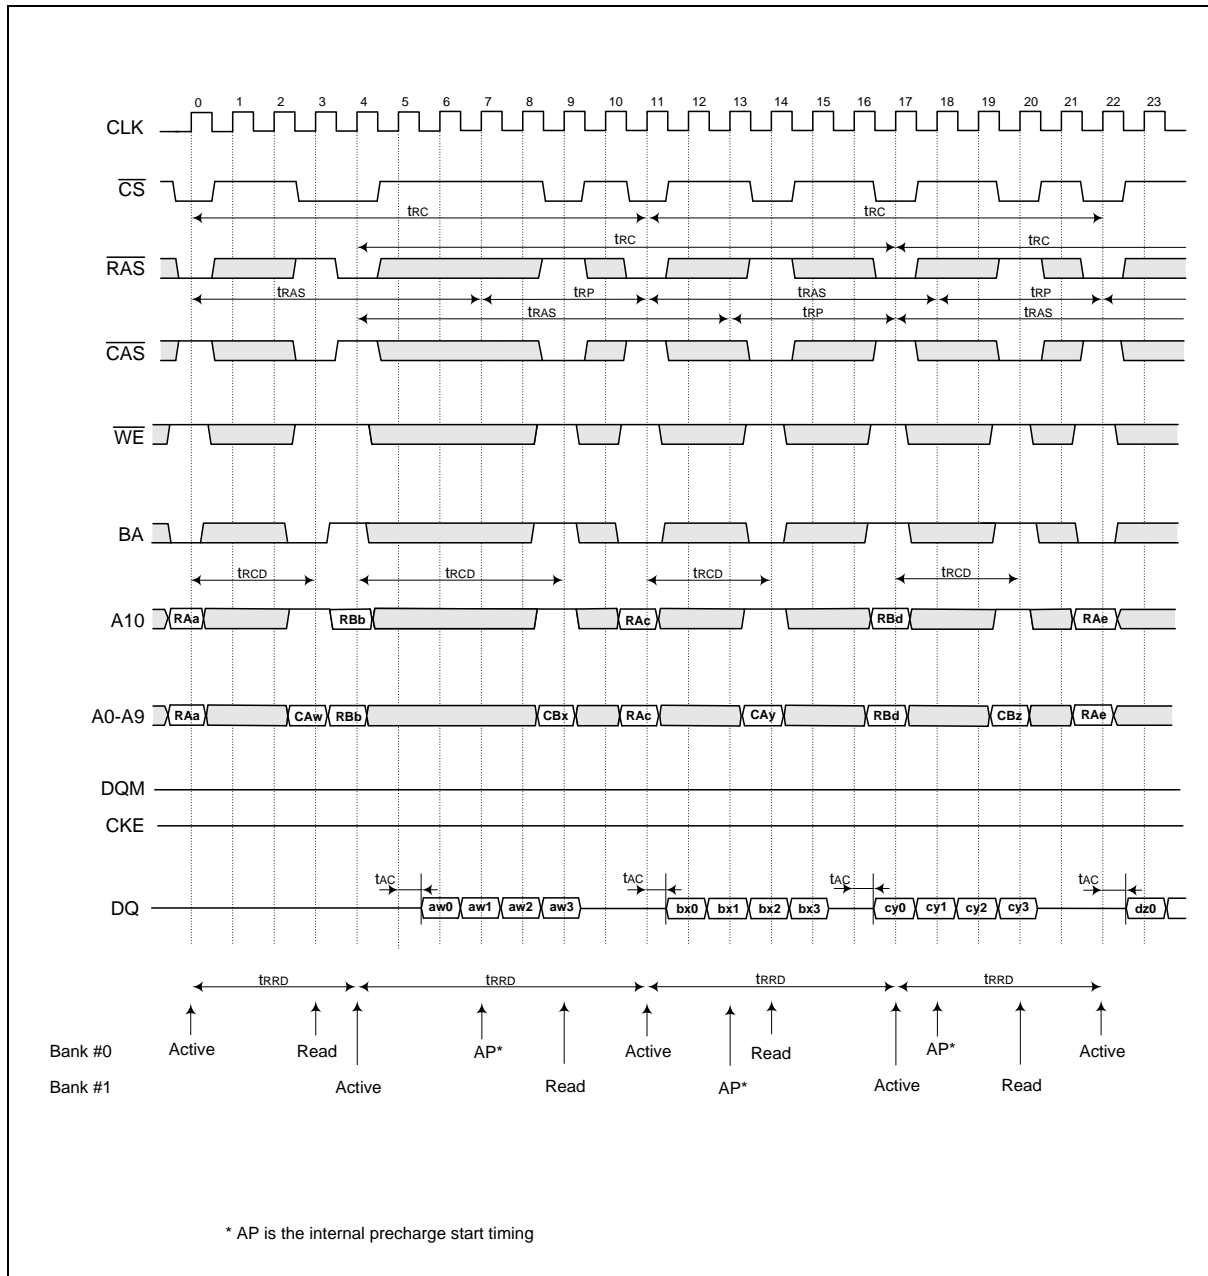 0 1 2 3 4 5 6 7 8 9 10 11 12 13 14 15 16 17 18 19 20 21 22 23
CLK
CS
tRC tRC
tRC tRC
RAS
tRAS tRP tRAS tRP
tRAS tRP tRAS
CAS
WE
BA
tRCD tRCD tRCD tRCD
A10 RAa RBb RAc RBd RAe
A0-A9 RAa CAw RBb CBx RAc CAy RBd CBz RAe
DQM
CKE
tAC tAC tAC tAC
DQ aw0 aw1 aw2 aw3 bx0 bx1 bx2 bx3 cy0 cy1 cy2 cy3 dz0
tRRD tRRD tRRD tRRD
Bank #0 Active Read AP* Active Read AP* Active
Bank #1 Active Read AP* Active Read
* AP is the internal precharge start timing